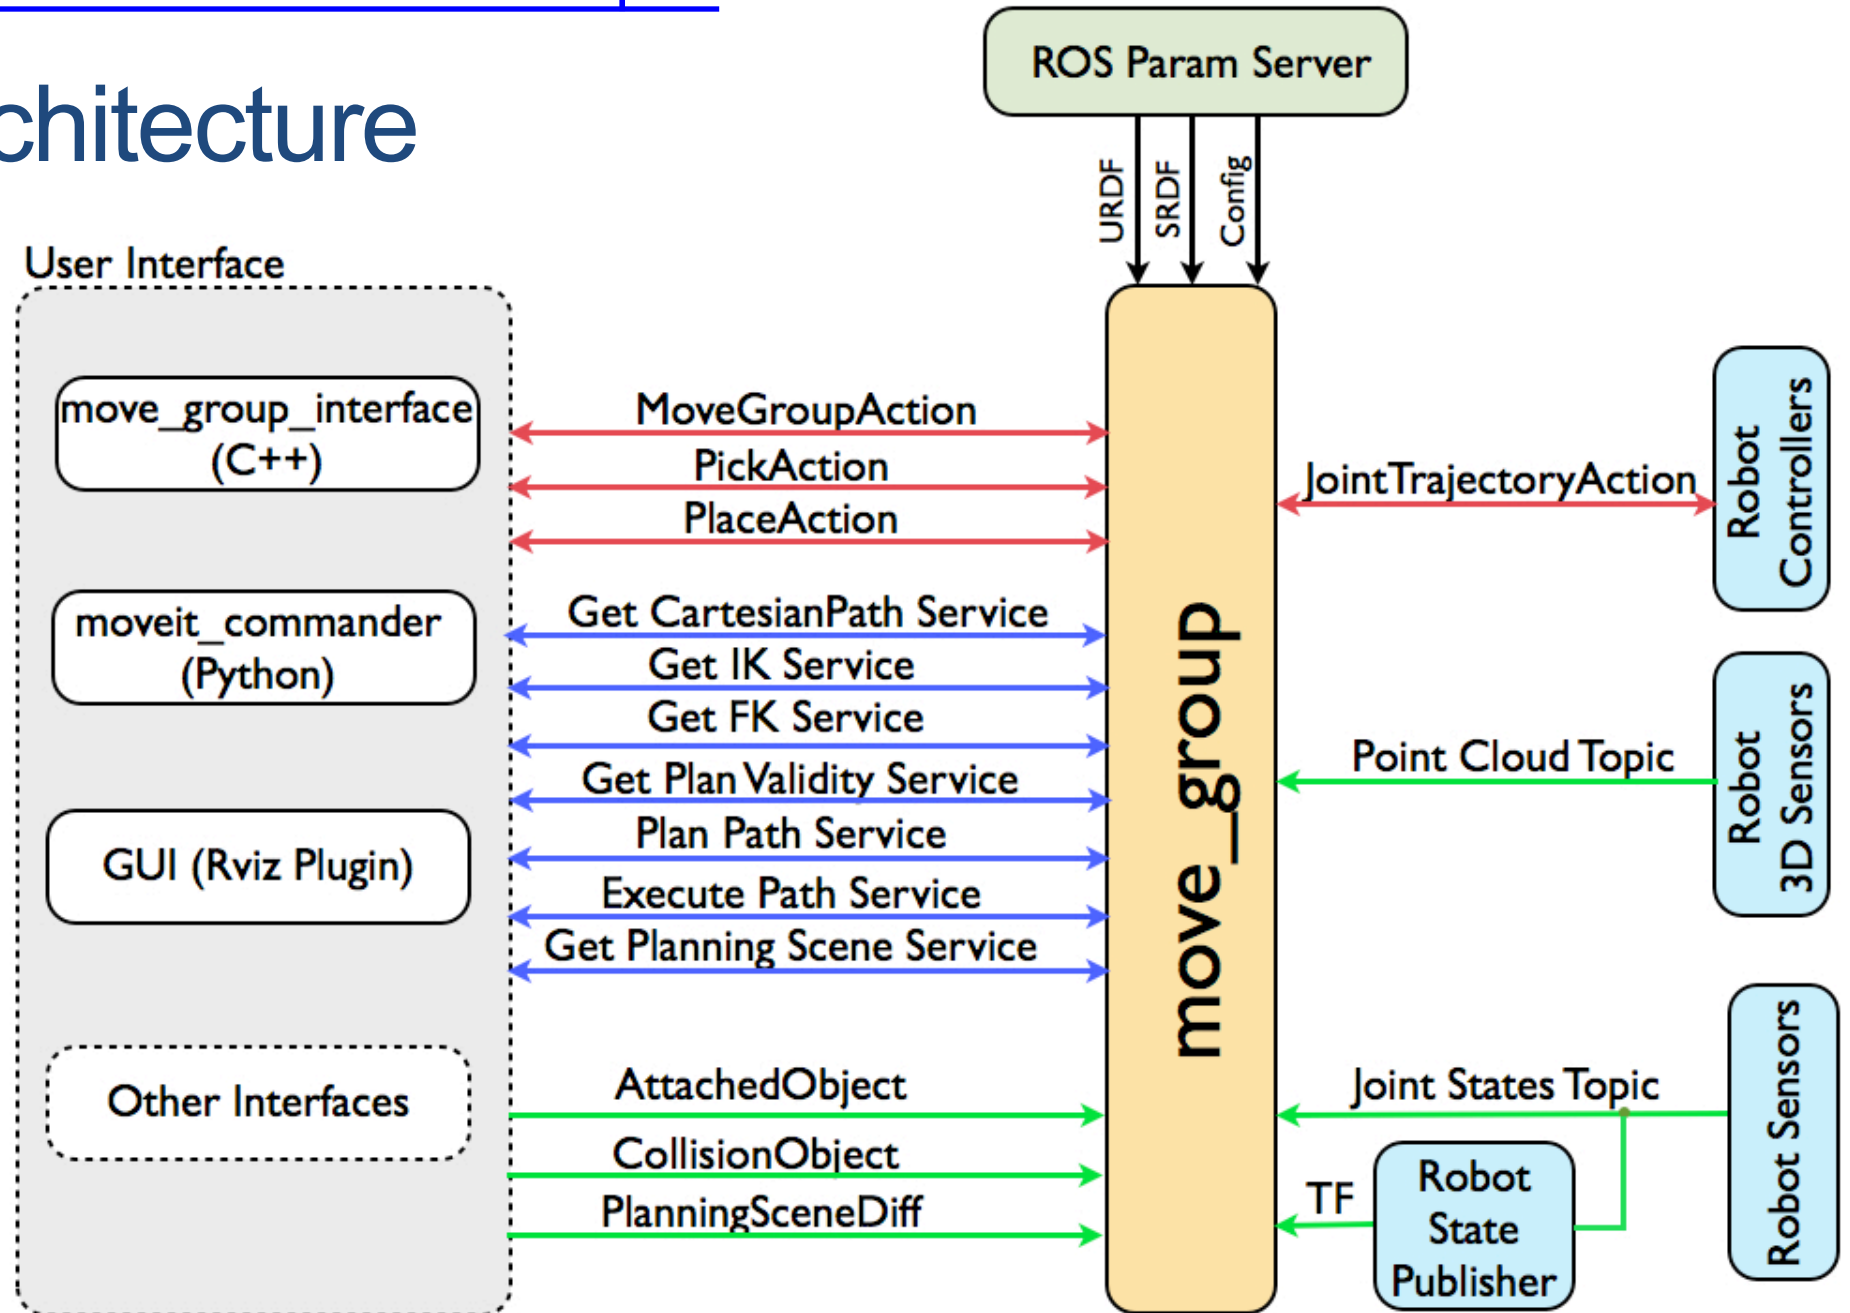 chitecture
ROS Param Server
URDF
SRDF
Config
User Interface
move_group_interface
(C++)
moveit_commander
(Python)
GUI (Rviz Plugin)
Other Interfaces
MoveGroupAction
PickAction
PlaceAction
Get CartesianPath Service
Get IK Service
Get FK Service
Get Plan Validity Service
Plan Path Service
Execute Path Service
Get Planning Scene Service
AttachedObject
CollisionObject
PlanningSceneDiff
move_group
JointTrajectoryAction
Robot
Controllers
Point Cloud Topic
Robot
3D Sensors
Joint States Topic
Robot Sensors
TF
Robot
State
Publisher